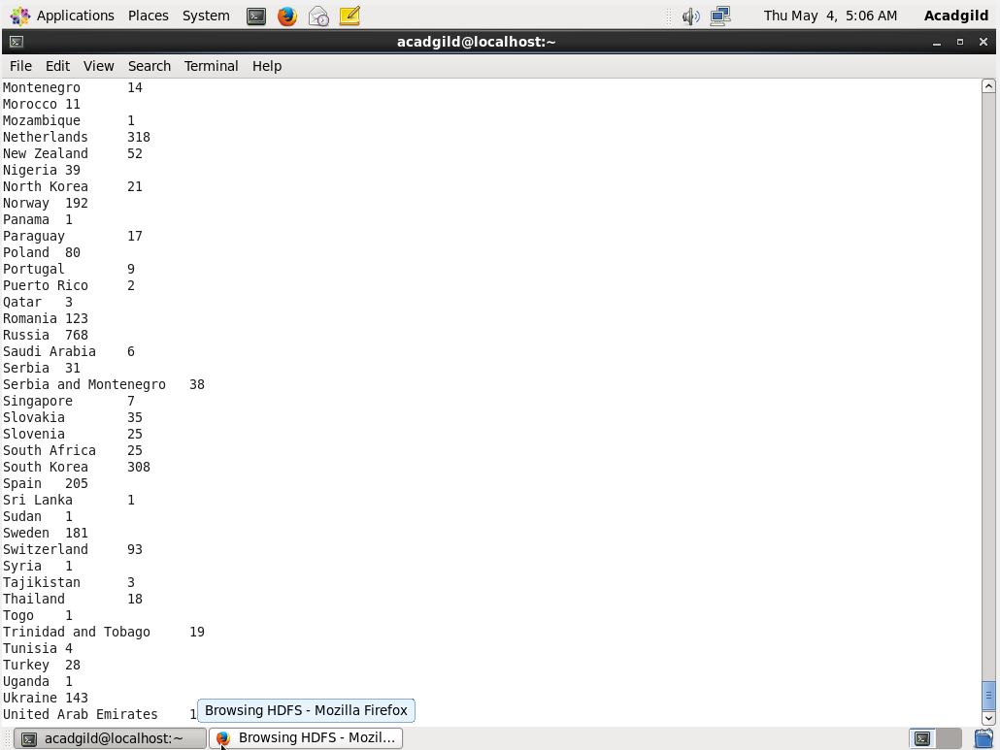 Applications Places System Thu May 4, 5:06 AM Acadgild
acadgild@localhost:~
File Edit View Search Terminal Help
Montenegro 14
Morocco 11
Mozambique 1
Netherlands 318
New Zealand 52
Nigeria 39
North Korea 21
Norway 192
Panama 1
Paraguay 17
Poland 80
Portugal 9
Puerto Rico 2
Qatar 3
Romania 123
Russia 768
Saudi Arabia 6
Serbia 31
Serbia and Montenegro 38
Singapore 7
Slovakia 35
Slovenia 25
South Africa 25
South Korea 308
Spain 205
Sri Lanka 1
Sudan 1
Sweden 181
Switzerland 93
Syria 1
Tajikistan 3
Thailand 18
Togo 1
Trinidad and Tobago 19
Tunisia 4
Turkey 28
Uganda 1
Ukraine 143
United Arab Emirates 1
Browsing HDFS - Mozilla Firefox
acadgild@localhost:~ Browsing HDFS - Mozil...